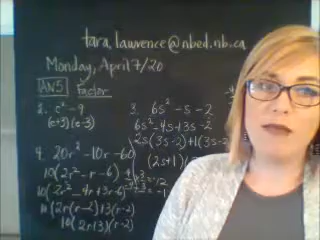 tara.lawrence@nbed.nb.ca
Monday, April 7/20
ANS Factor
2. c² - 9
(c+3)(c-3)
3. 6s² - s - 2
6s² - 4s + 3s - 2
2s(3s-2)+1(3s-2)
(2s+1)
4. 20r² - 10r - 60
10(2r² - r - 6)
10(2r² - 4r + 3r - 6)
10(2r(r-2)+3(r-2)
10(2r+3)(r-2)